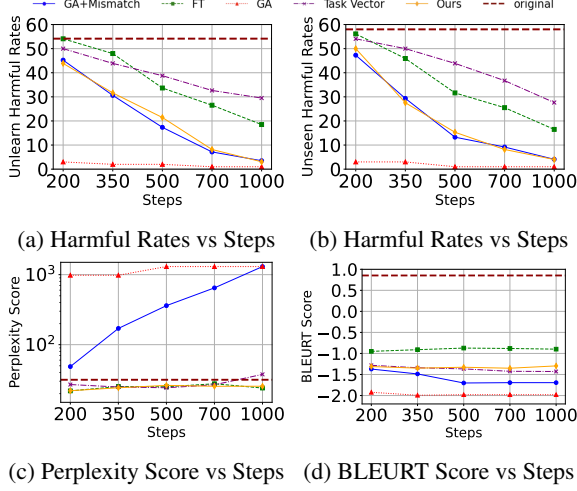 GA+Mismatch FT GA Task Vector Ours original
60
50
40
30
20
10
0
Unlearn Harmful Rates
200 350 500 700 1000
Steps
60
50
40
30
20
10
0
Unseen Harmful Rates
200 350 500 700 1000
Steps
(a) Harmful Rates vs Steps
(b) Harmful Rates vs Steps
10³
10²
Perplexity Score
200 350 500 700 1000
Steps
1.0
0.5
0.0
−0.5
−1.0
−1.5
−2.0
BLEURT Score
200 350 500 700 1000
Steps
(c) Perplexity Score vs Steps
(d) BLEURT Score vs Steps